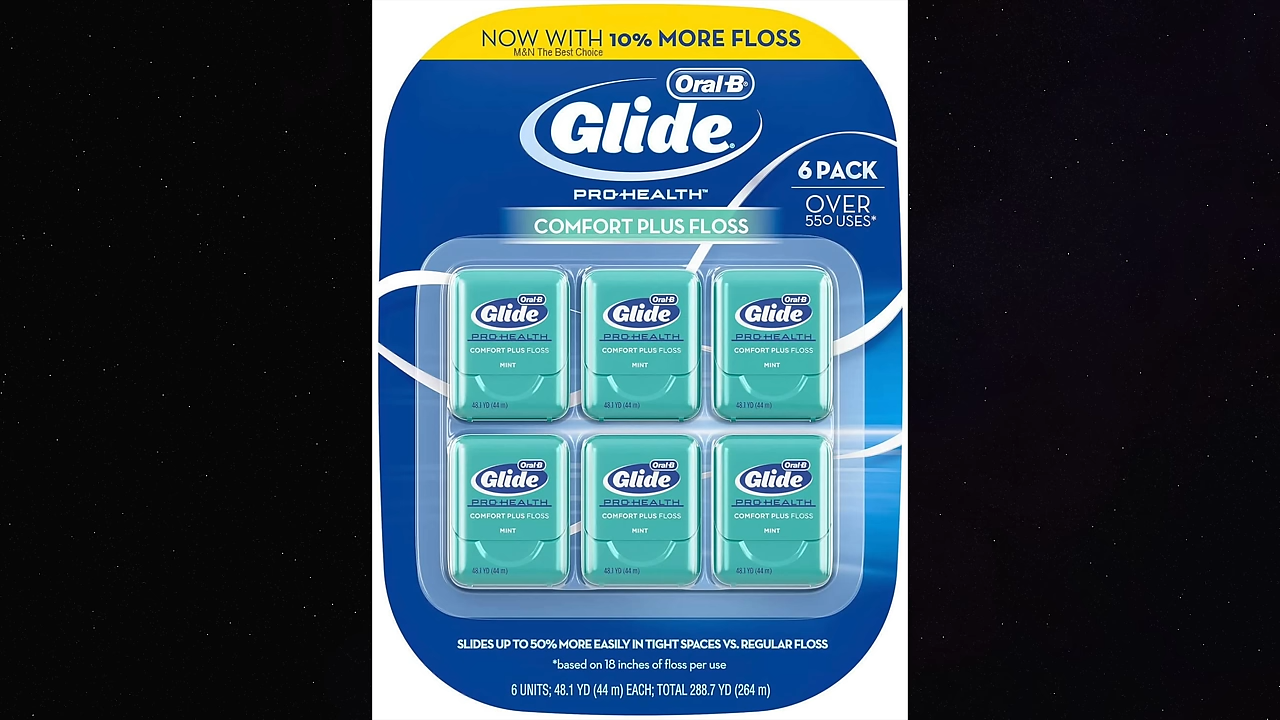 NOW WITH 10% MORE FLOSS
M&N The Best Choice
Oral-B
Glide
PRO-HEALTH™
COMFORT PLUS FLOSS
6 PACK
OVER
550 USES*
Oral-B
Glide
PRO-HEALTH
COMFORT PLUS FLOSS
MINT
48.1 YD (44 m)
Oral-B
Glide
PRO-HEALTH
COMFORT PLUS FLOSS
MINT
48.1 YD (44 m)
Oral-B
Glide
PRO-HEALTH
COMFORT PLUS FLOSS
MINT
48.1 YD (44 m)
Oral-B
Glide
PRO-HEALTH
COMFORT PLUS FLOSS
MINT
48.1 YD (44 m)
Oral-B
Glide
PRO-HEALTH
COMFORT PLUS FLOSS
MINT
48.1 YD (44 m)
Oral-B
Glide
PRO-HEALTH
COMFORT PLUS FLOSS
MINT
48.1 YD (44 m)
SLIDES UP TO 50% MORE EASILY IN TIGHT SPACES VS. REGULAR FLOSS
*based on 18 inches of floss per use
6 UNITS; 48.1 YD (44 m) EACH; TOTAL 288.7 YD (264 m)